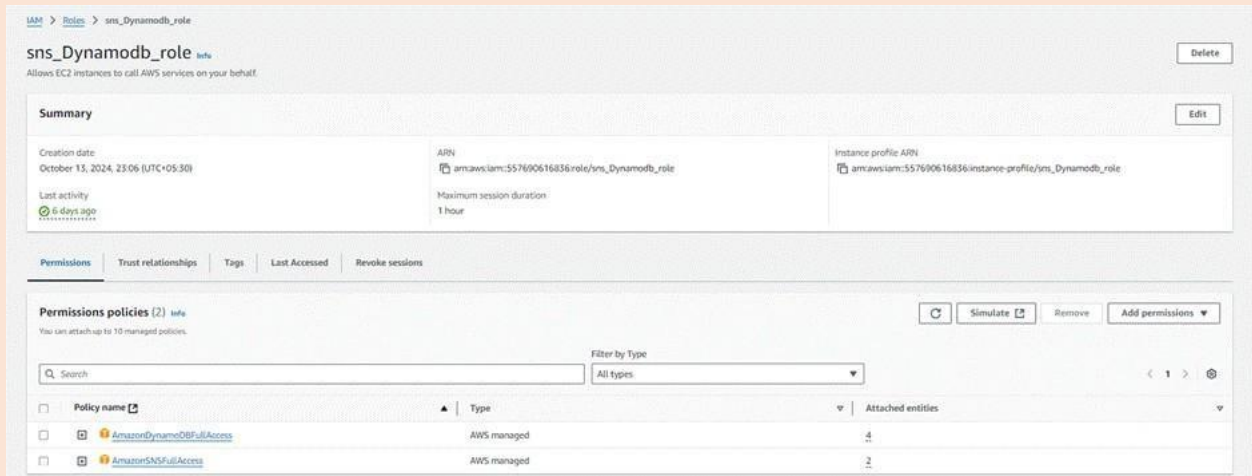 IAM > Roles > sns_Dynamodb_role
sns_Dynamodb_role Info
Delete
Allows EC2 instances to call AWS services on your behalf.
Summary
Edit
Creation date
October 13, 2024, 23:06 (UTC+05:30)
ARN
arn:aws:iam::557690616836:role/sns_Dynamodb_role
Instance profile ARN
arn:aws:iam::557690616836:instance-profile/sns_Dynamodb_role
Last activity
6 days ago
Maximum session duration
1 hour
Permissions
Trust relationships
Tags
Last Accessed
Revoke sessions
Permissions policies (2) Info
You can attach up to 10 managed policies.
Simulate
Remove
Add permissions
Filter by Type
Search
All types
1
Policy name
Type
Attached entities
AmazonDynamoDBFullAccess
AWS managed
4
AmazonSNSFullAccess
AWS managed
2